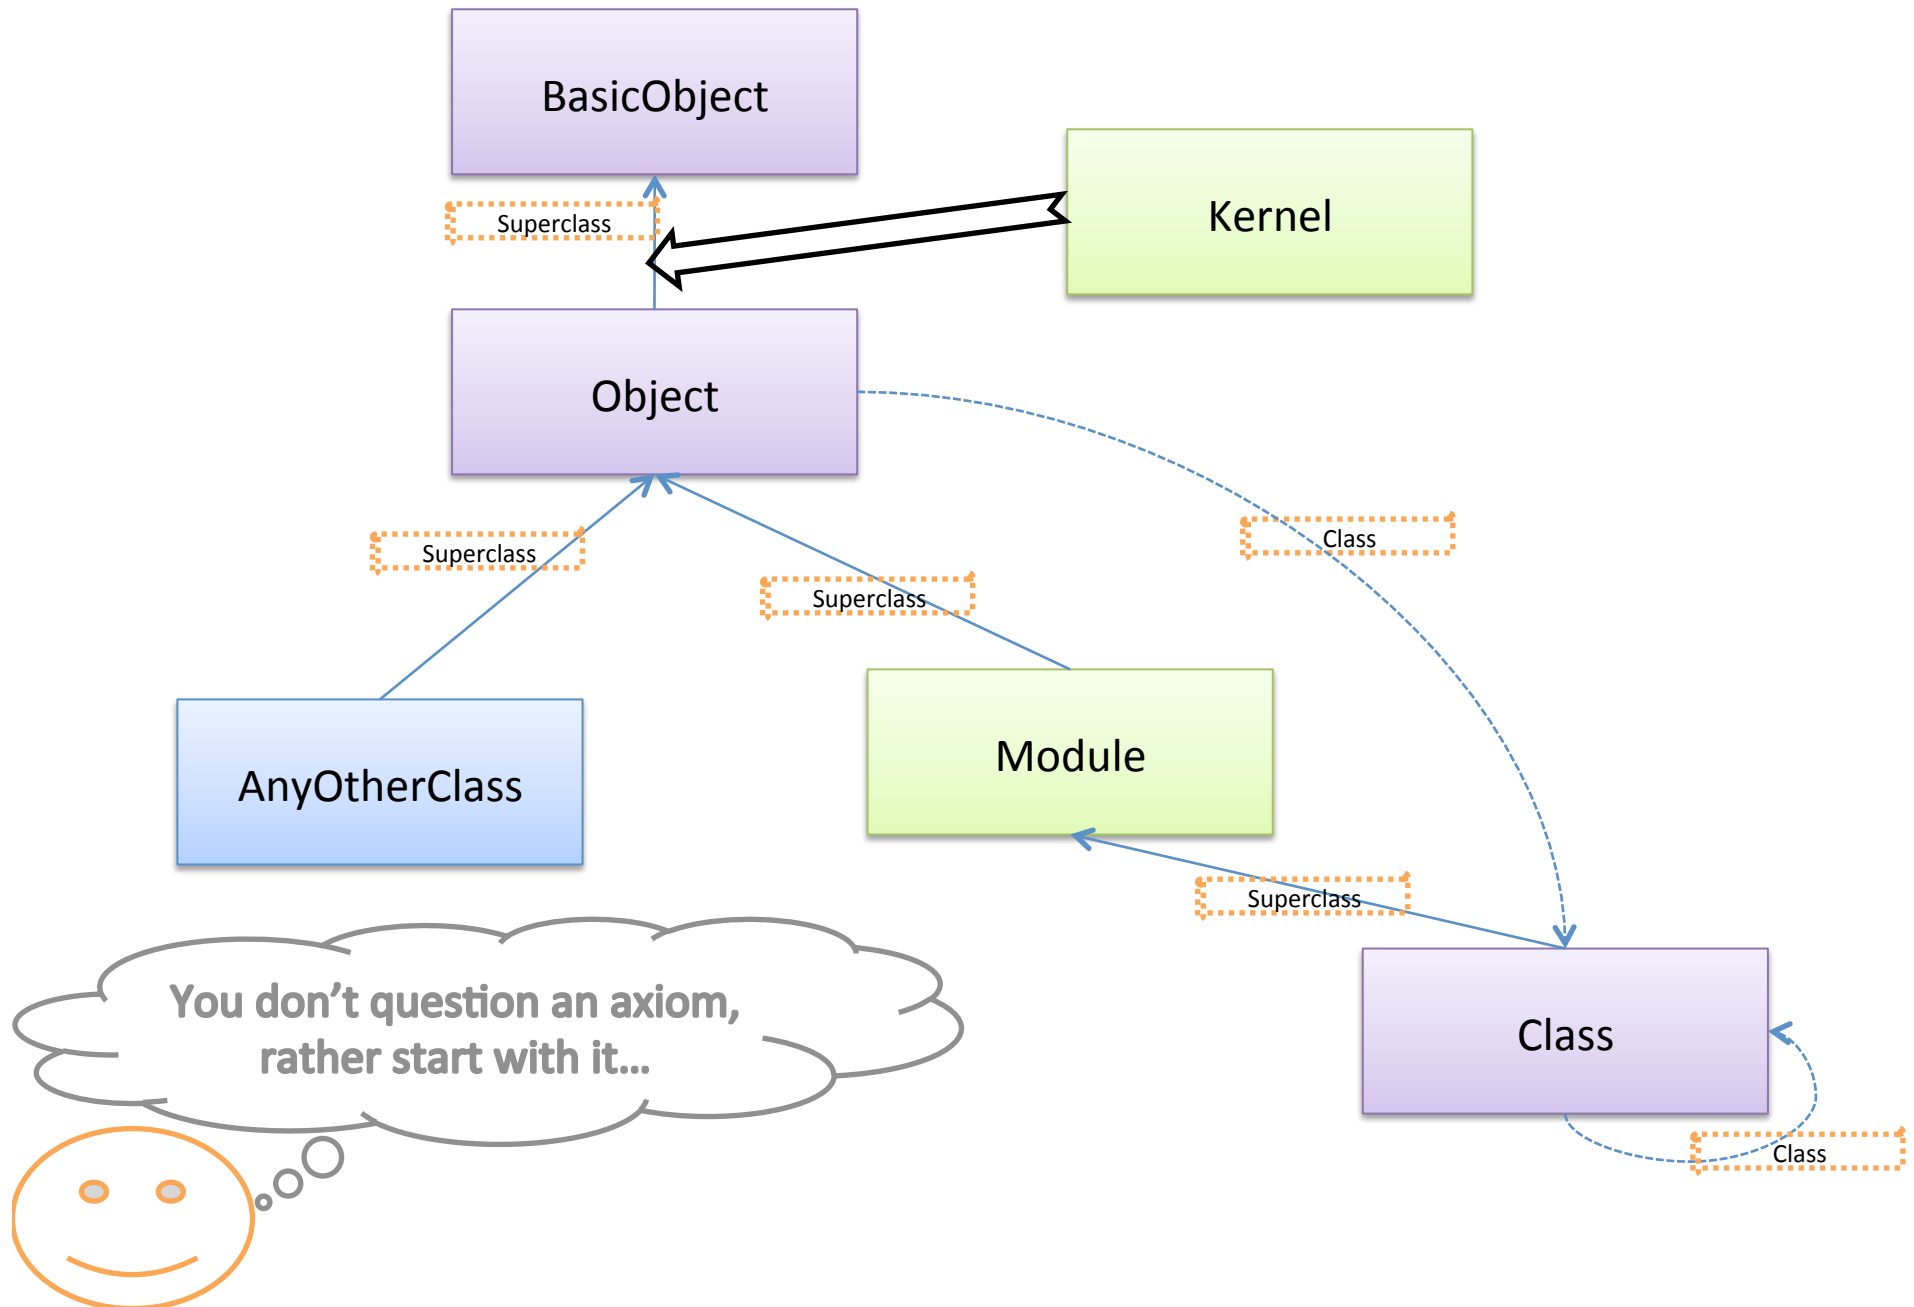 BasicObject
Kernel
Superclass
Object
Class
Superclass
Superclass
AnyOtherClass
Module
Superclass
You don't question an axiom,
rather start with it...
Class
Class